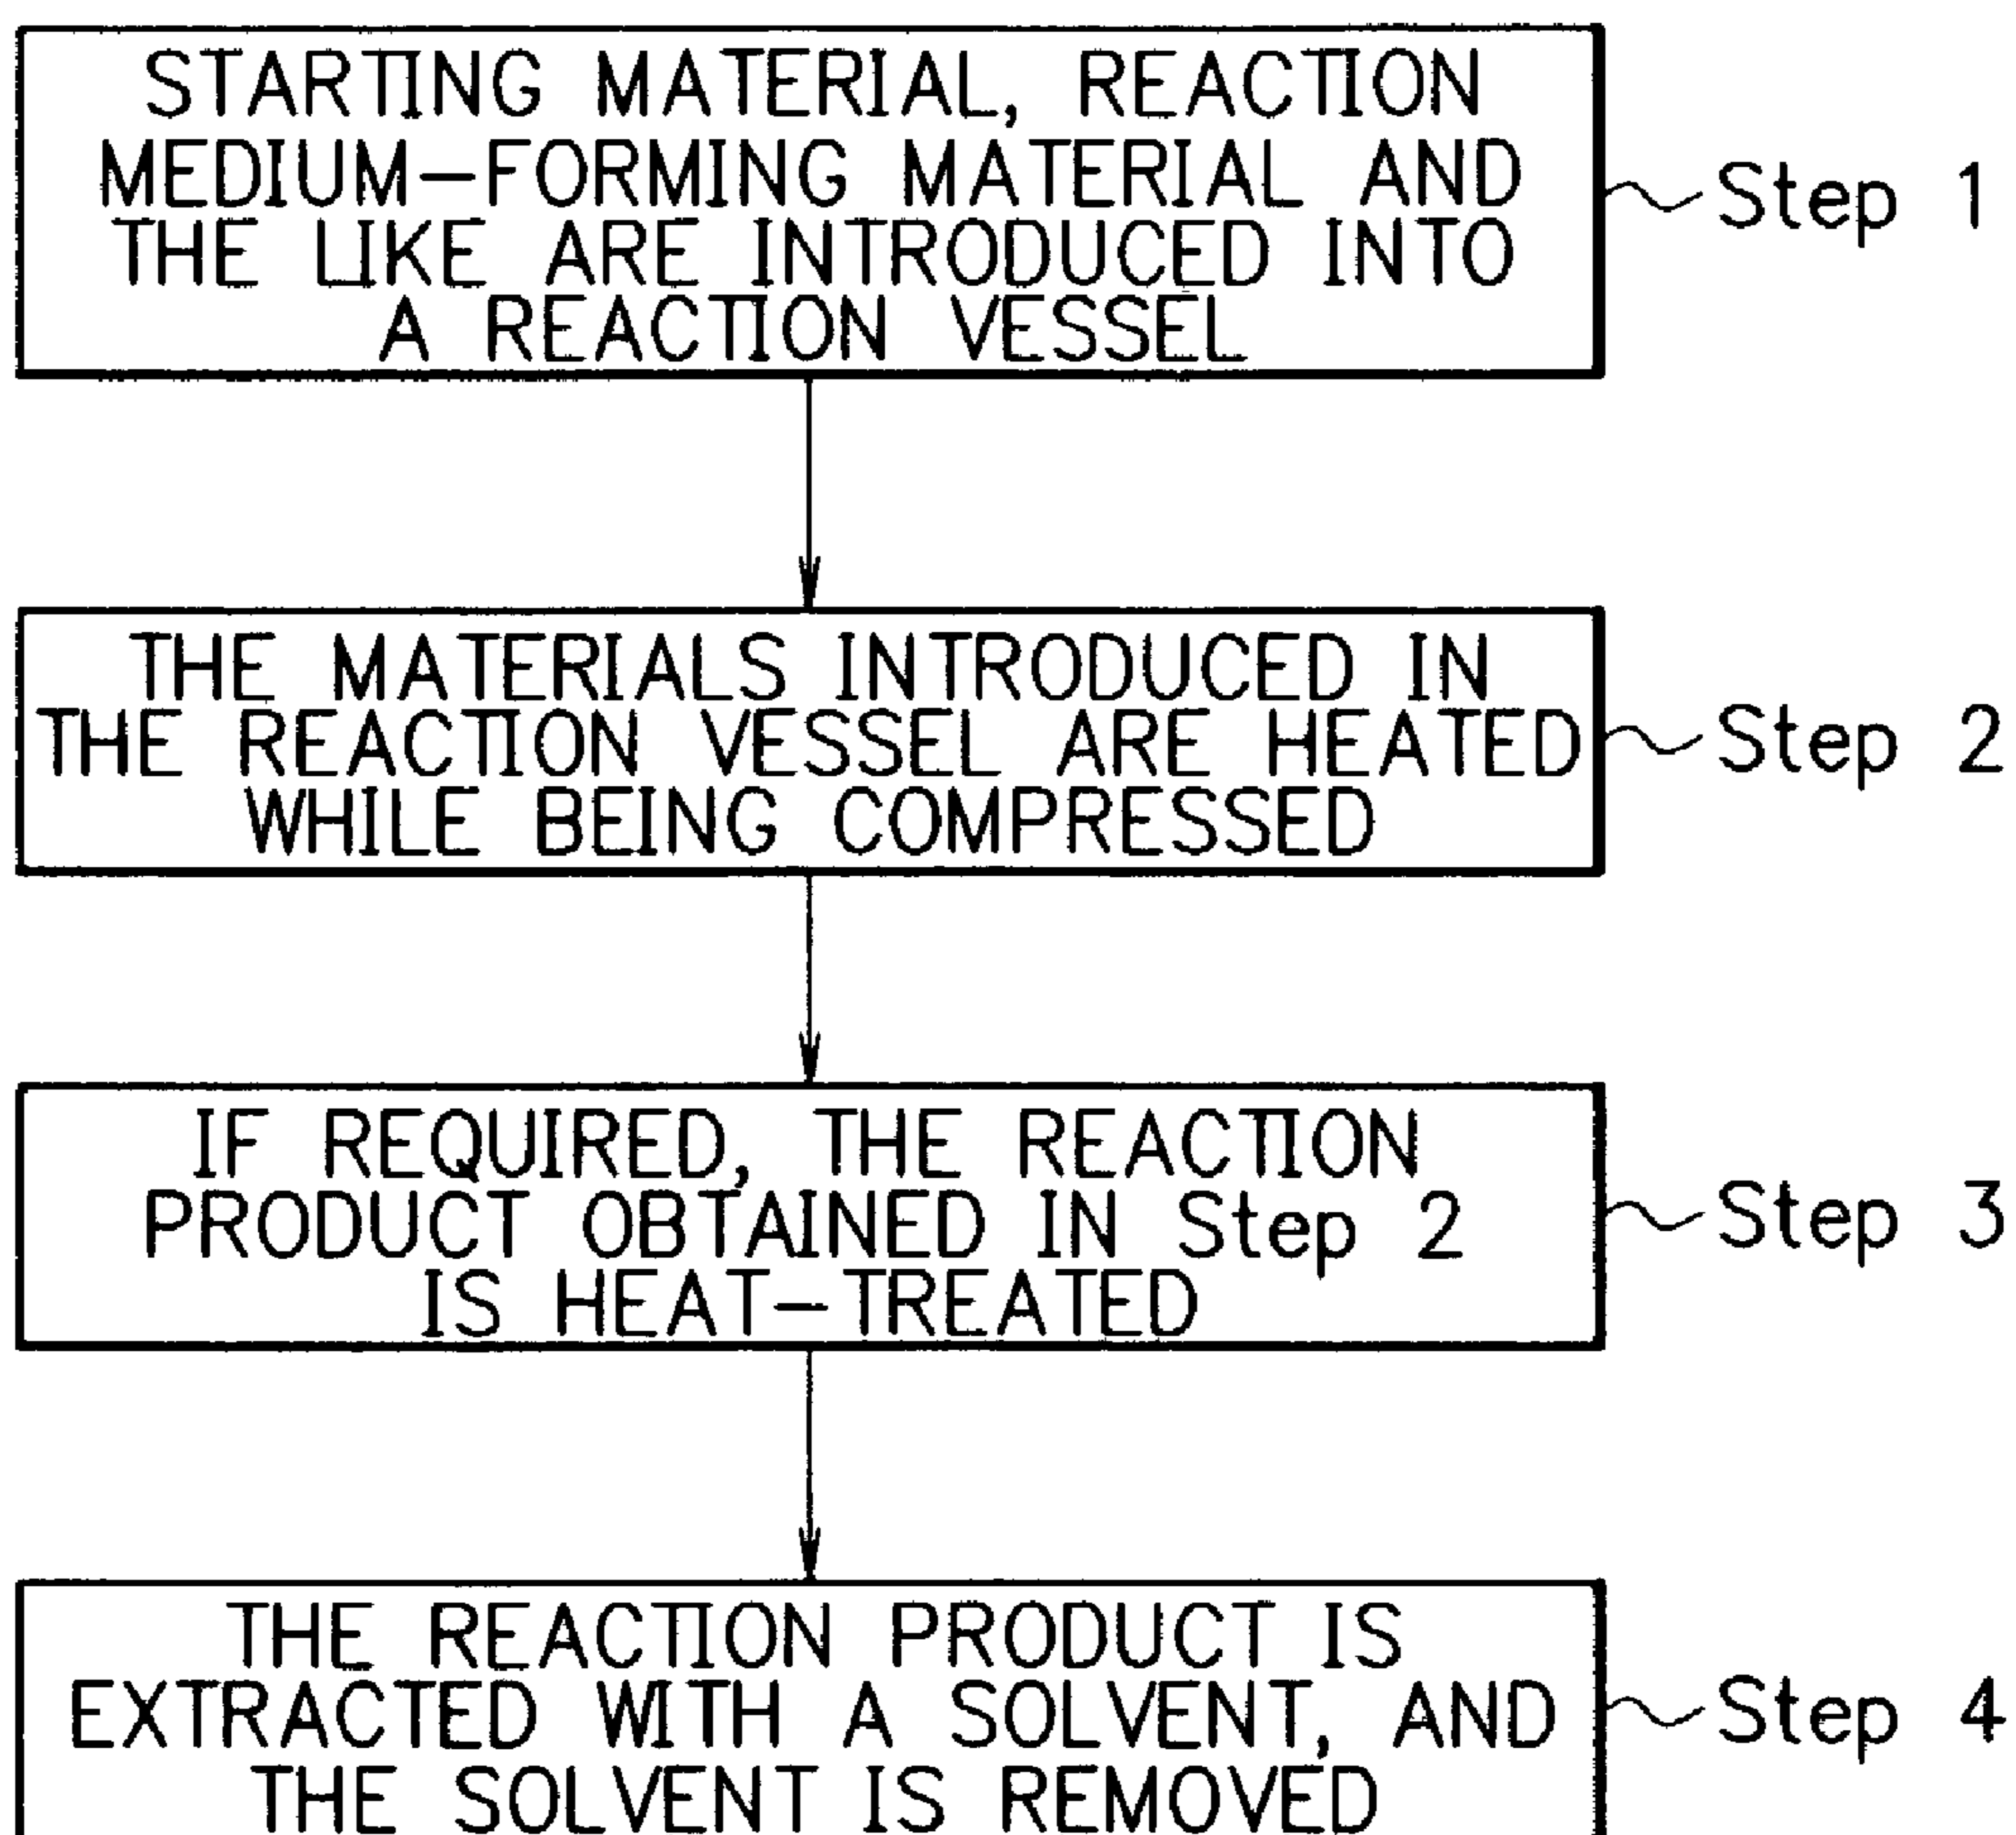 STARTING MATERIAL, REACTION
MEDIUM-FORMING MATERIAL AND
THE LIKE ARE INTRODUCED INTO
A REACTION VESSEL
Step 1
THE MATERIALS INTRODUCED IN
THE REACTION VESSEL ARE HEATED
WHILE BEING COMPRESSED
Step 2
IF REQUIRED, THE REACTION
PRODUCT OBTAINED IN Step 2
IS HEAT-TREATED
Step 3
THE REACTION PRODUCT IS
EXTRACTED WITH A SOLVENT, AND
THE SOLVENT IS REMOVED
Step 4